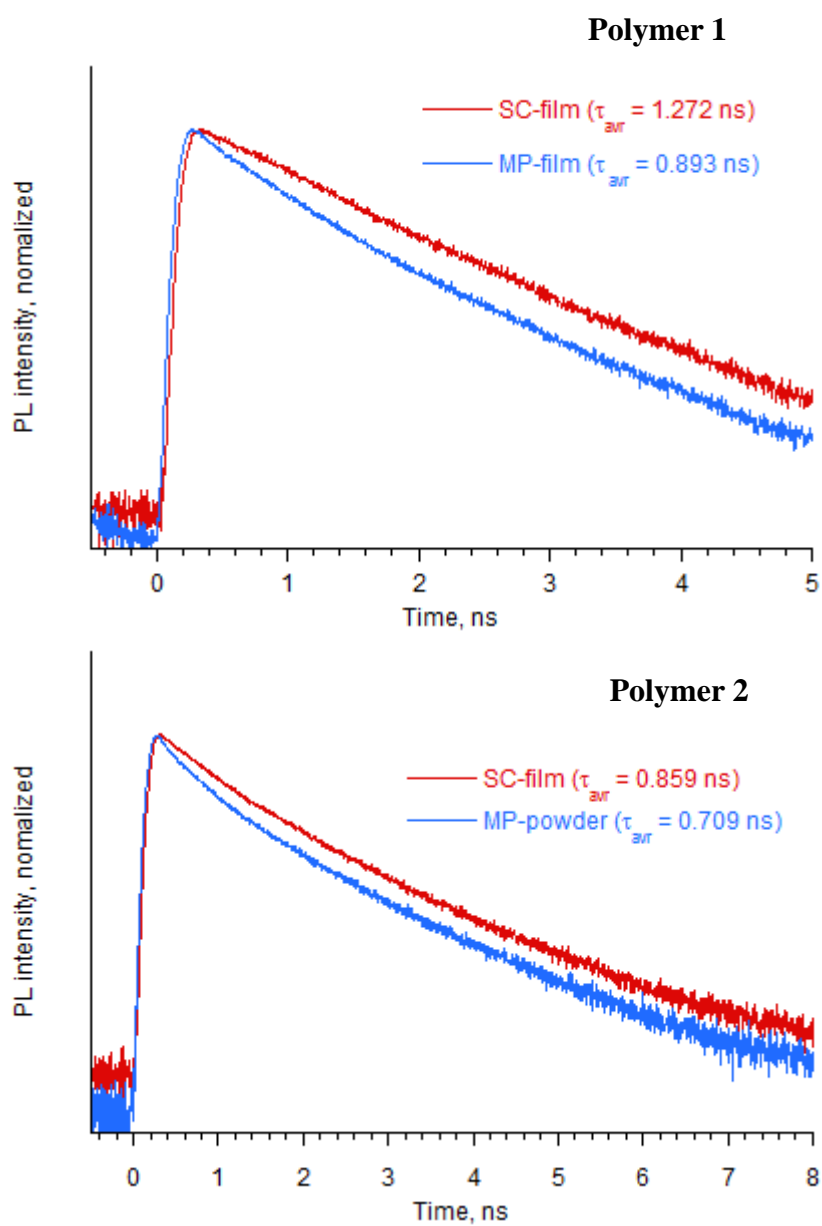 Polymer 1
SC-film (τavr = 1.272 ns)
MP-film (τavr = 0.893 ns)
PL intensity, nomalized
0 1 2 3 4 5
Time, ns
Polymer 2
SC-film (τavr = 0.859 ns)
MP-powder (τavr = 0.709 ns)
PL intensity, nomalized
0 1 2 3 4 5 6 7 8
Time, ns